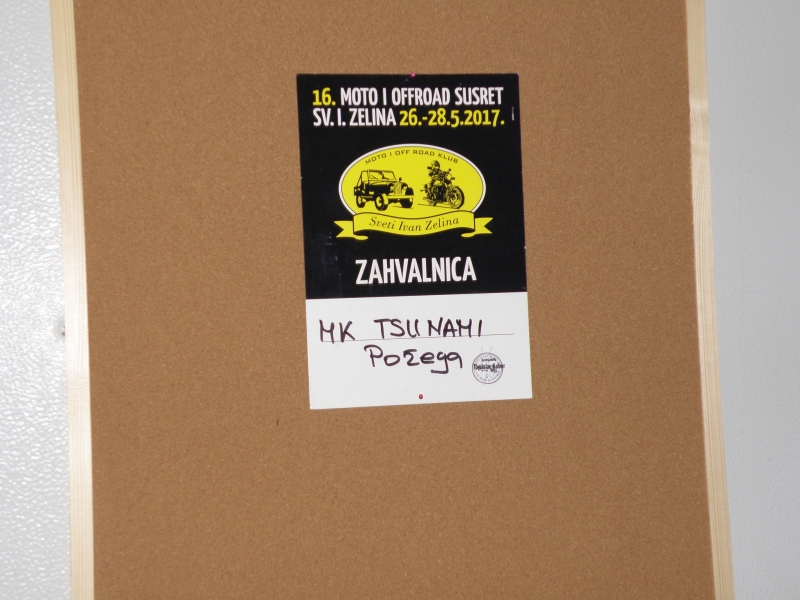 16. MOTO I OFFROAD SUSRET
SV. I. ZELINA 26.-28.5.2017.
MOTO I OFF ROAD KLUB
Sveti Ivan Zelina
ZAHVALNICA
MK TSUNAMI
Požega